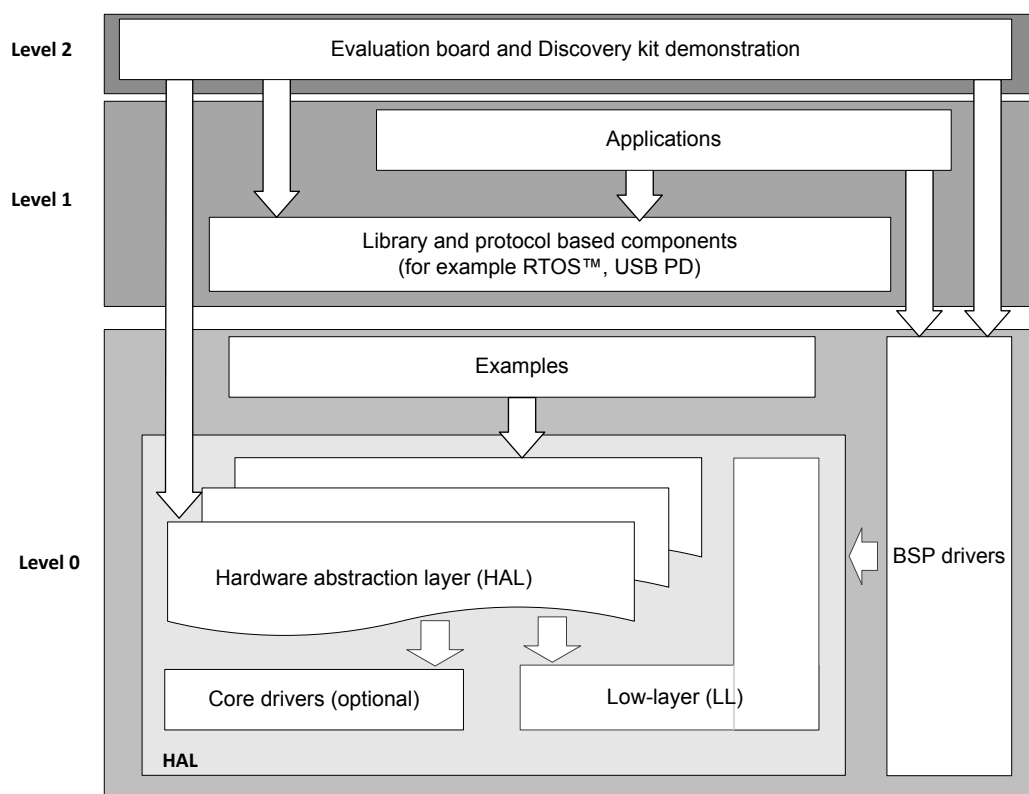 Level 2
Evaluation board and Discovery kit demonstration
Applications
Level 1
Library and protocol based components
(for example RTOS™, USB PD)
Examples
Level 0
Hardware abstraction layer (HAL)
BSP drivers
Core drivers (optional)
Low-layer (LL)
HAL